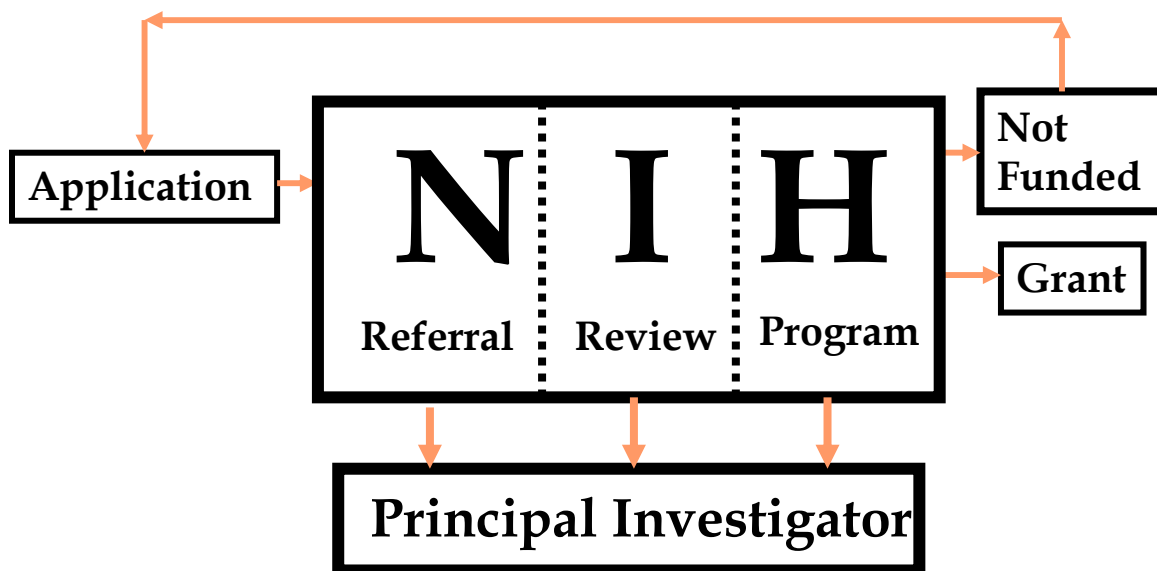 Application
N I H
Referral
Review
Program
Not
Funded
Grant
Principal Investigator